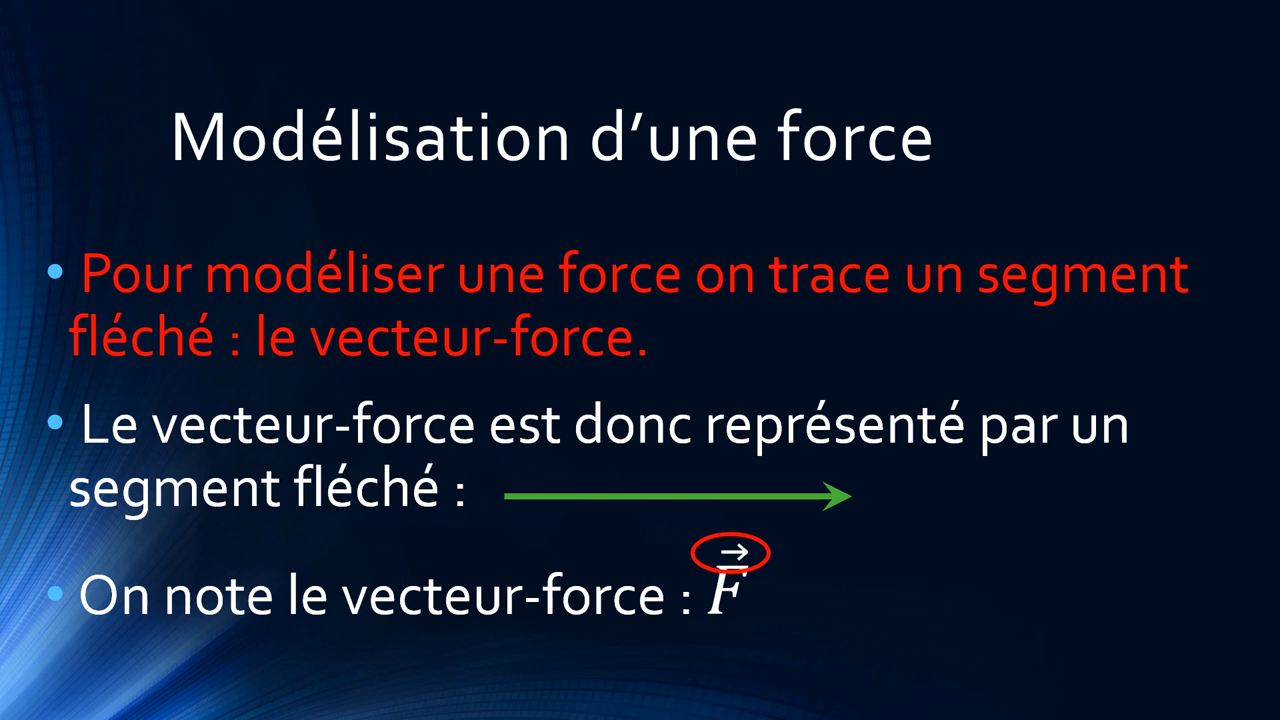 Modélisation d’une force
• Pour modéliser une force on trace un segment
fléché : le vecteur-force.
• Le vecteur-force est donc représenté par un
segment fléché :
• On note le vecteur-force : F⃗